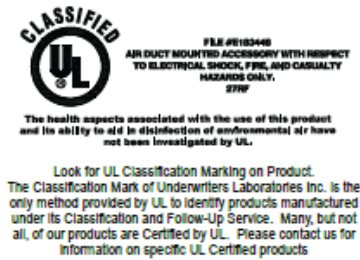 CLASSIFIED
UL
FILE #E183448
AIR DUCT MOUNTED ACCESSORY WITH RESPECT
TO ELECTRICAL SHOCK, FIRE, AND CASUALTY
HAZARDS ONLY.
27RF
The health aspects associated with the use of this product
and its ability to aid in disinfection of environmental air have
not been investigated by UL.
Look for UL Classification Marking on Product.
The Classification Mark of Underwriters Laboratories Inc. is the
only method provided by UL to identify products manufactured
under its Classification and Follow-Up Service. Many, but not
all, of our products are Certified by UL. Please contact us for
information on specific UL Certified products